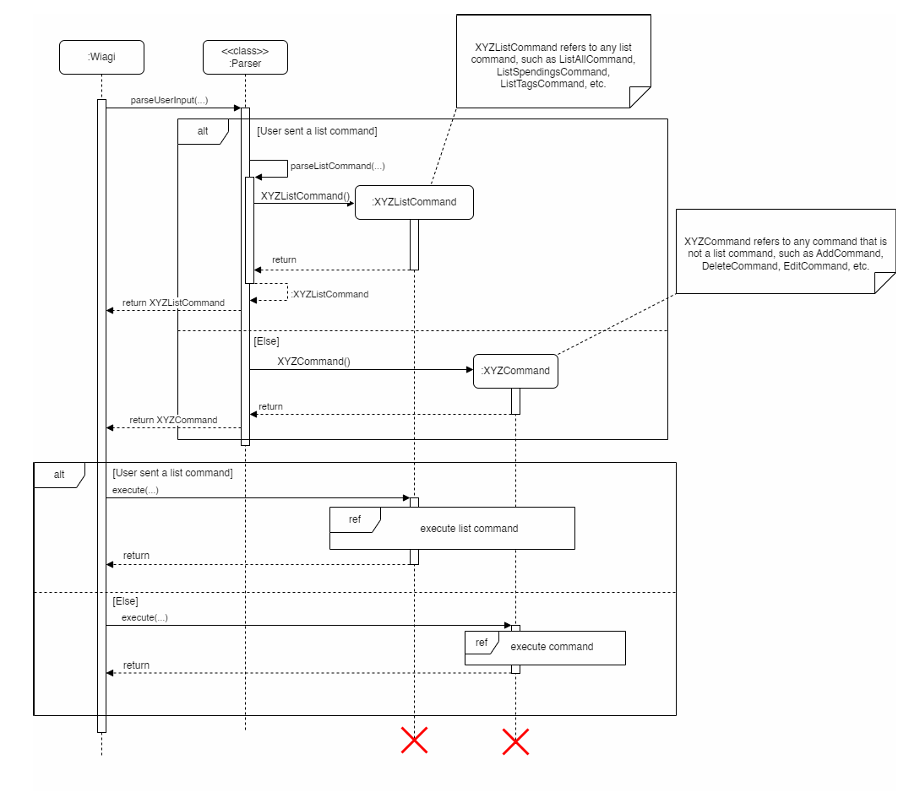 XYZListCommand refers to any list
command, such as ListAllCommand,
ListSpendingsCommand,
ListTagsCommand, etc.
:Wiagi
<<class>>
:Parser
parseUserInput(...)
alt
[User sent a list command]
parseListCommand(...)
XYZListCommand()
:XYZListCommand
XYZCommand refers to any command that is
not a list command, such as AddCommand,
DeleteCommand, EditCommand, etc.
return
:XYZListCommand
return XYZListCommand
[Else]
XYZCommand()
:XYZCommand
return
return XYZCommand
alt
[User sent a list command]
execute(...)
ref
execute list command
return
[Else]
execute(...)
ref
execute command
return